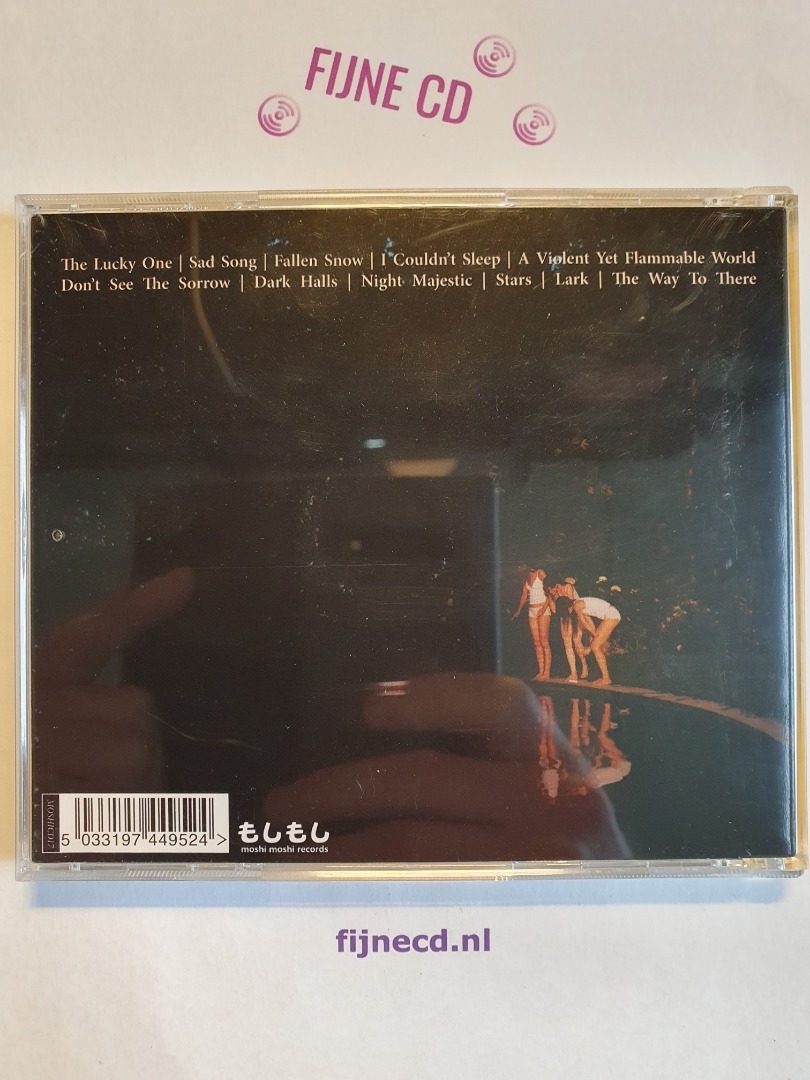 FIJNE CD
The Lucky One | Sad Song | Fallen Snow | I Couldn't Sleep | A Violent Yet Flammable World
Don't See The Sorrow | Dark Halls | Night Majestic | Stars | Lark | The Way To There
MOSHICD17
5 033197 449524 >
もしもし
moshi moshi records
fijnecd.nl